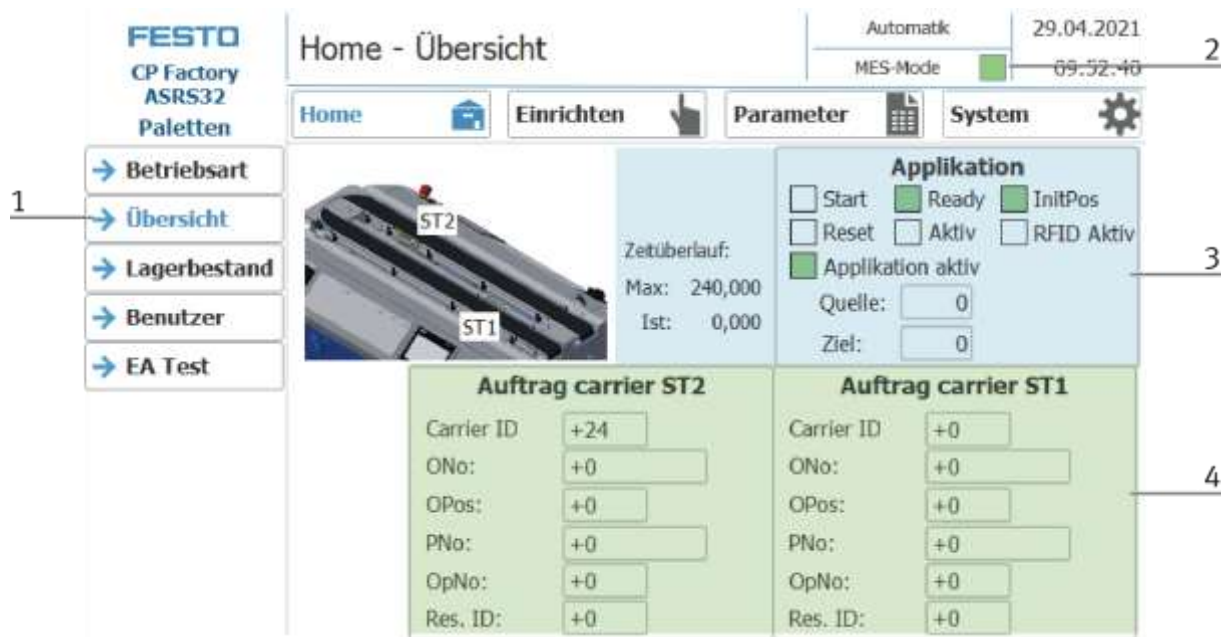 FESTO
CP Factory
ASRS32
Paletten
Home - Übersicht
Automatik
29.04.2021
MES-Mode
09:52:40
2
Home
Einrichten
Parameter
System
Betriebsart
1
Übersicht
Lagerbestand
Benutzer
EA Test
ST2
ST1
Zeitüberlauf:
Max: 240,000
Ist: 0,000
Applikation
Start Ready InitPos
Reset Aktiv RFID Aktiv
Applikation aktiv
3
Quelle: 0
Ziel: 0
Auftrag carrier ST2
Carrier ID +24
ONo: +0
OPos: +0
PNo: +0
OpNo: +0
Res. ID: +0
Auftrag carrier ST1
Carrier ID +0
ONo: +0
OPos: +0
PNo: +0
OpNo: +0
Res. ID: +0
4